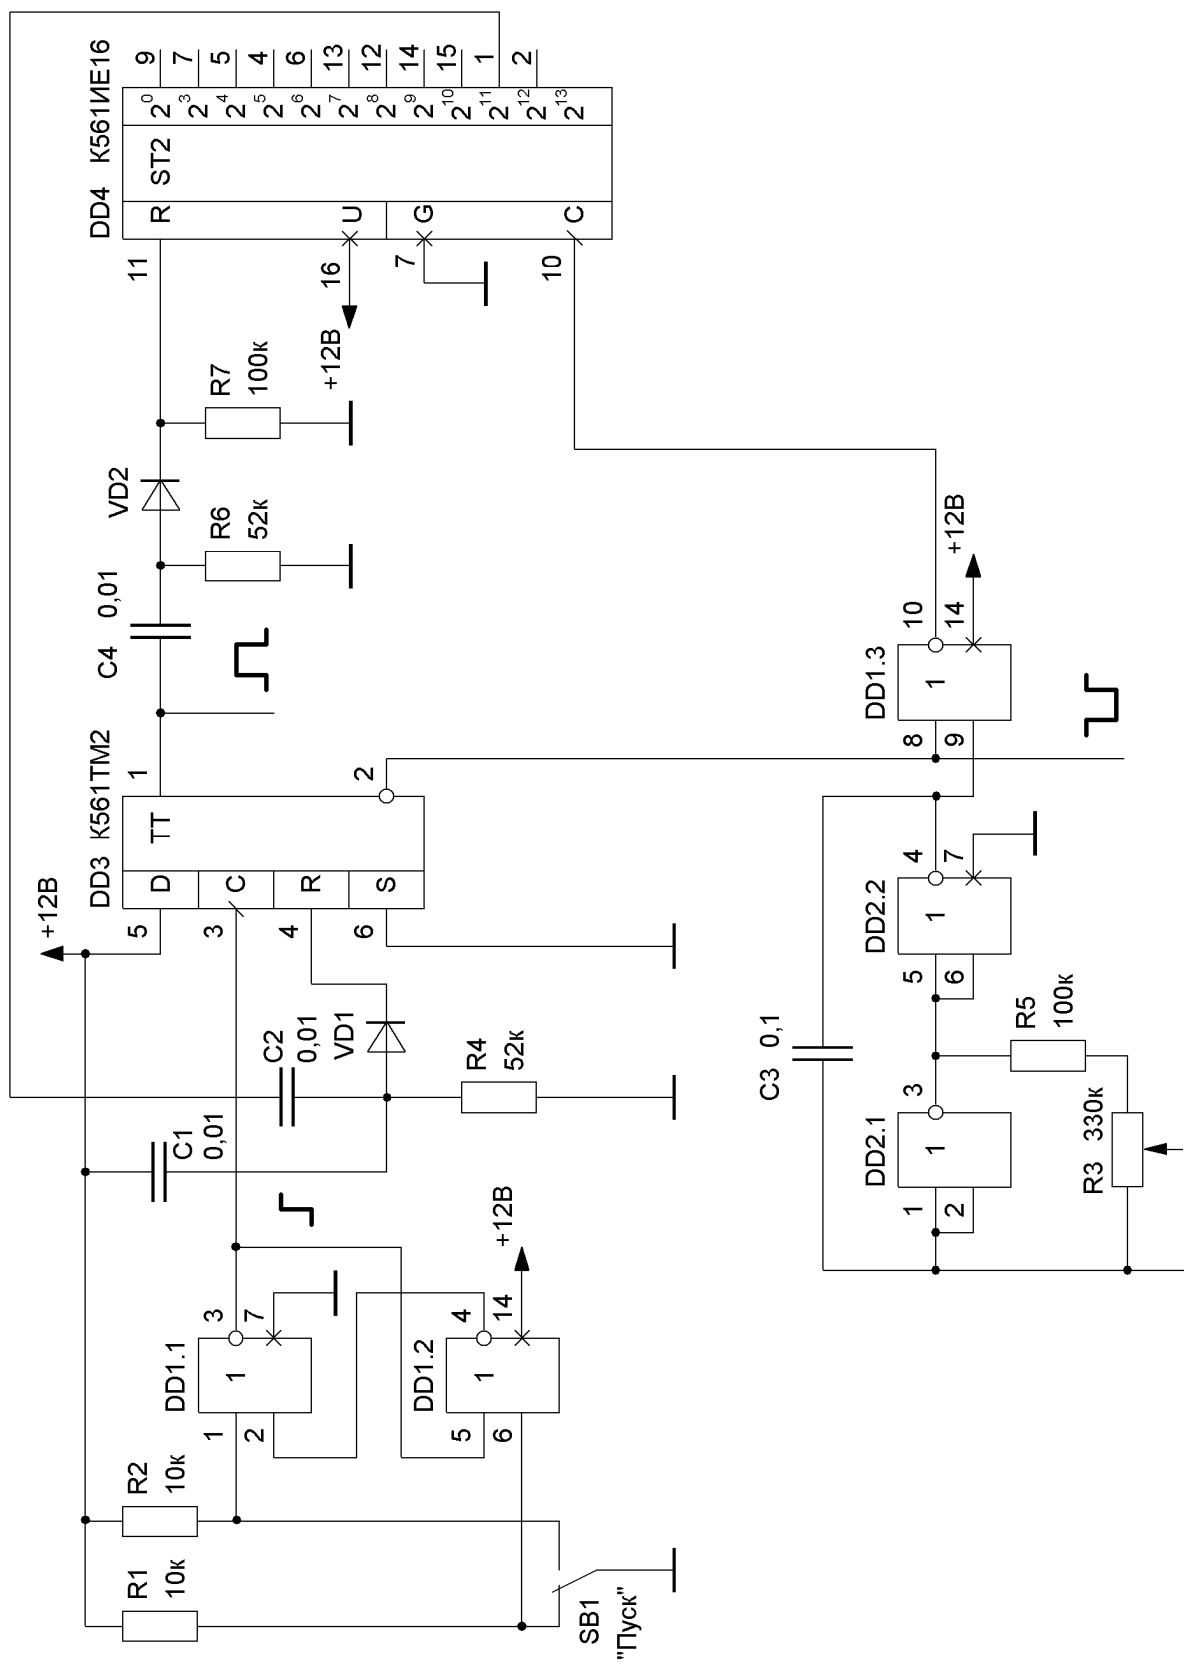 R1
10к
R2
10к
SB1
"Пуск"
DD1.1
1
1
2
3
7
DD1.2
1
5
6
4
14
+12В
C1
0,01
C2
0,01
VD1
R4
52к
+12В
DD3 К561ТМ2
5
3
4
6
D
C
R
S
TT
1
2
C4 0,01
R6
52к
VD2
R7
100к
DD4 К561ИЕ16
11
16
+12В
7
10
R
U
G
C
ST2
2⁰ 9
2³ 7
2⁴ 5
2⁵ 4
2⁶ 6
2⁷ 13
2⁸ 12
2⁹ 14
2¹⁰ 15
2¹¹ 1
2¹² 2
2¹³
C3 0,1
DD2.1
1
1
2
3
R3 330к
R5
100к
DD2.2
1
5
6
4
7
DD1.3
1
8
9
10
14
+12В